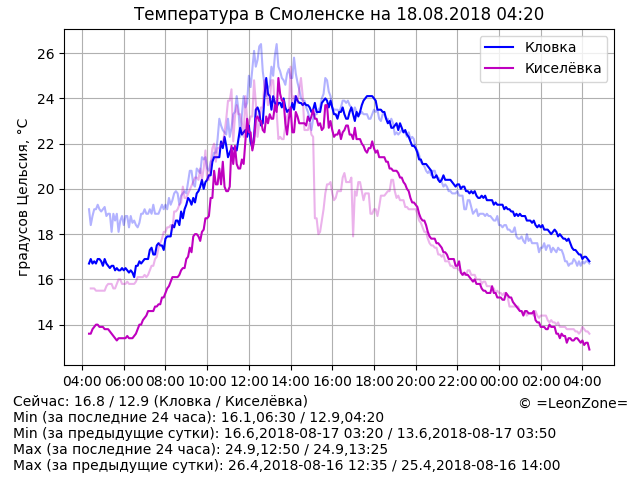 Температура в Смоленске на 18.08.2018 04:20
Кловка
Киселёвка
градусов Цельсия, °C
26
24
22
20
18
16
14
04:00 06:00 08:00 10:00 12:00 14:00 16:00 18:00 20:00 22:00 00:00 02:00 04:00
Сейчас: 16.8 / 12.9 (Кловка / Киселёвка)
© =LeonZone=
Min (за последние 24 часа): 16.1,06:30 / 12.9,04:20
Min (за предыдущие сутки): 16.6,2018-08-17 03:20 / 13.6,2018-08-17 03:50
Max (за последние 24 часа): 24.9,12:50 / 24.9,13:25
Max (за предыдущие сутки): 26.4,2018-08-16 12:35 / 25.4,2018-08-16 14:00